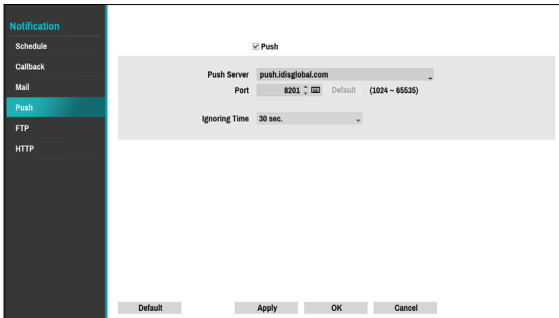 Notification
Schedule
Callback
Mail
Push
FTP
HTTP
Push
Push Server push.idisglobal.com
Port 8201 Default (1024 ~ 65535)
Ignoring Time 30 sec.
Default Apply OK Cancel